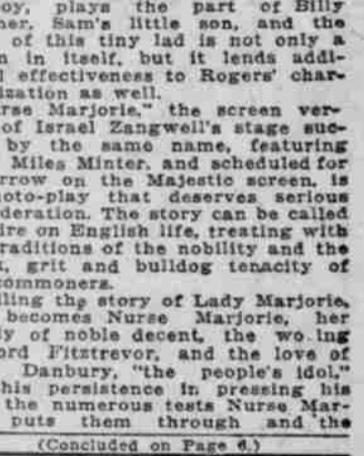 oy, plays the part of Billy
her, Sam's little son, and the
of this tiny lad is not only a
n in itself, but it lends addi-
l effectiveness to Rogers' char-
ization as well.
rse Marjorie," the screen ver-
of Israel Zangwell's stage suc-
by the same name, featuring
Miles Minter, and scheduled for
rrow on the Majestic screen, is
oto-play that deserves serious
deration. The story can be called
ire on English life, treating with
raditions of the nobility and the
, grit and bulldog tenacity of
commoners.
lling the story of Lady Marjorie,
becomes Nurse Marjorie, her
ly of noble decent, the wo ing
ord Fitztrevor, and the love of
Danbury, "the people's idol,"
his persistence in pressing his
the numerous tests Nurse Mar-
puts them through and the
(Concluded on Page 6.)